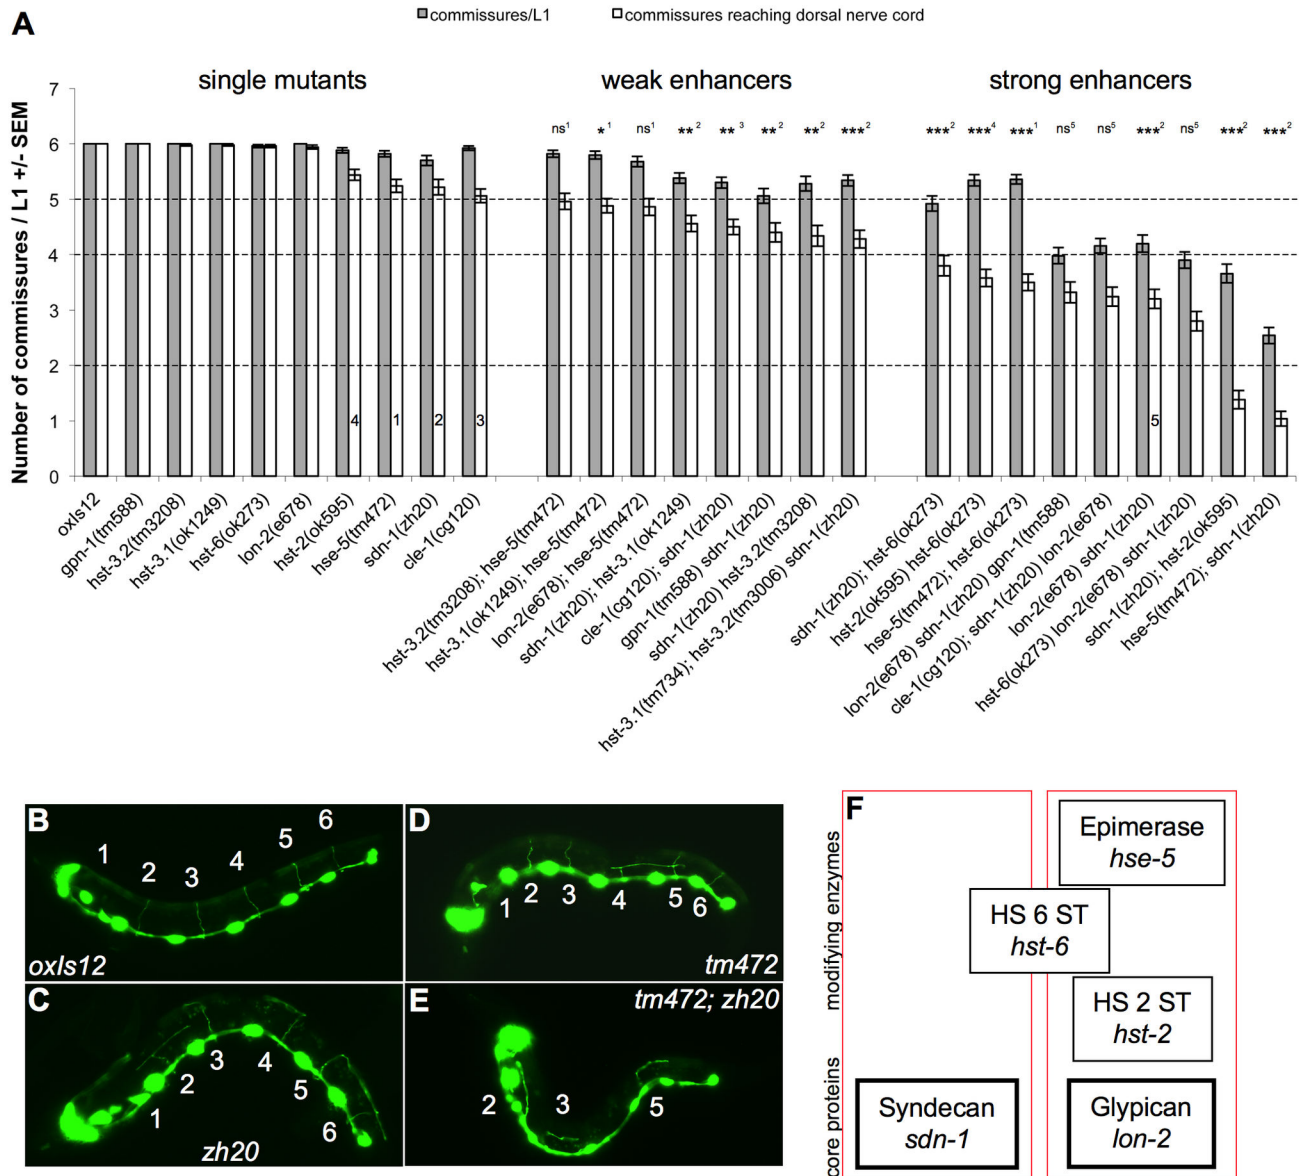 A
commissures/L1
commissures reaching dorsal nerve cord
single mutants
weak enhancers
strong enhancers
Number of commissures / L1 +/- SEM
7
6
5
4
3
2
1
0
ns1
*1
ns1
**2
**3
**2
**2
***2
***2
***4
***1
ns5
ns5
***2
ns5
***2
***2
4
1
2
3
5
oxIs12
gpn-1(tm588)
hst-3.2(tm3208)
hst-3.1(ok1249)
hst-6(ok273)
lon-2(e678)
hst-2(ok595)
hse-5(tm472)
sdn-1(zh20)
cle-1(cg120)
hst-3.2(tm3208); hse-5(tm472)
hst-3.1(ok1249); hse-5(tm472)
lon-2(e678); hse-5(tm472)
sdn-1(zh20); hst-3.1(ok1249)
cle-1(cg120); sdn-1(zh20)
gpn-1(tm588) sdn-1(zh20)
sdn-1(zh20) hst-3.2(tm3208)
hst-3.1(tm734); hst-3.2(tm3006) sdn-1(zh20)
sdn-1(zh20); hst-6(ok273)
hst-2(ok595) hst-6(ok273)
hse-5(tm472); hst-6(ok273)
lon-2(e678) sdn-1(zh20) gpn-1(tm588)
cle-1(cg120); sdn-1(zh20) lon-2(e678)
lon-2(e678) sdn-1(zh20)
hst-6(ok273) lon-2(e678) sdn-1(zh20)
sdn-1(zh20); hst-2(ok595)
hse-5(tm472); sdn-1(zh20)
B
1
2
3
4
5
6
oxIs12
D
1
2
3
4
5
6
tm472
C
1
2
3
4
5
6
zh20
E
tm472; zh20
2
3
5
F
modifying enzymes
core proteins
Epimerase
hse-5
HS 6 ST
hst-6
HS 2 ST
hst-2
Syndecan
sdn-1
Glypican
lon-2